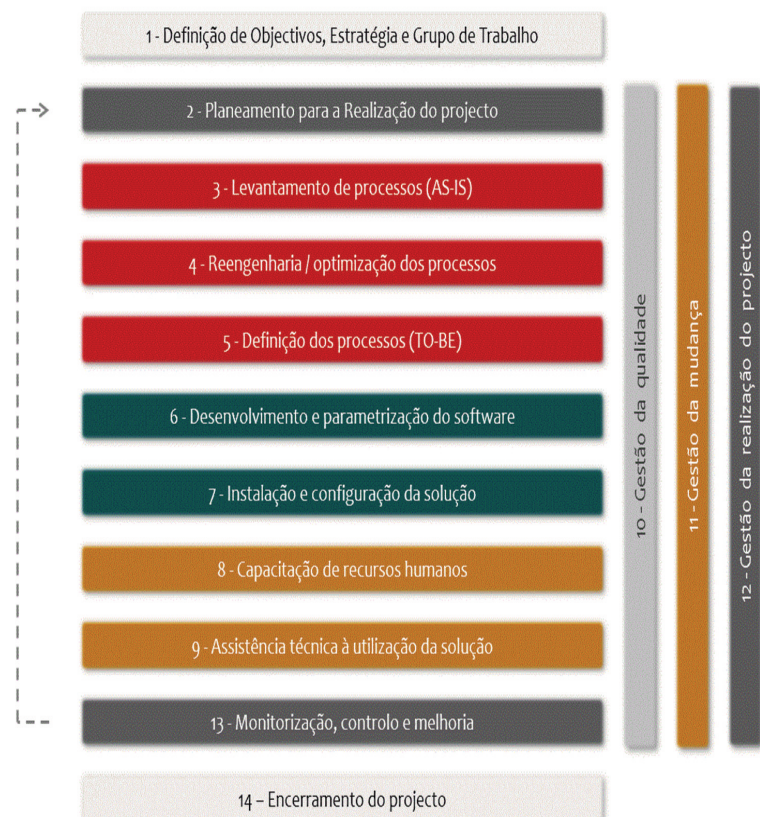 1 - Definição de Objectivos, Estratégia e Grupo de Trabalho
2 - Planeamento para a Realização do projecto
3 - Levantamento de processos (AS-IS)
4 - Reengenharia / optimização dos processos
5 - Definição dos processos (TO-BE)
6 - Desenvolvimento e parametrização do software
7 - Instalação e configuração da solução
8 - Capacitação de recursos humanos
9 - Assistência técnica à utilização da solução
13 - Monitorização, controlo e melhoria
14 – Encerramento do projecto
10 - Gestão da qualidade
11 - Gestão da mudança
12 - Gestão da realização do projecto